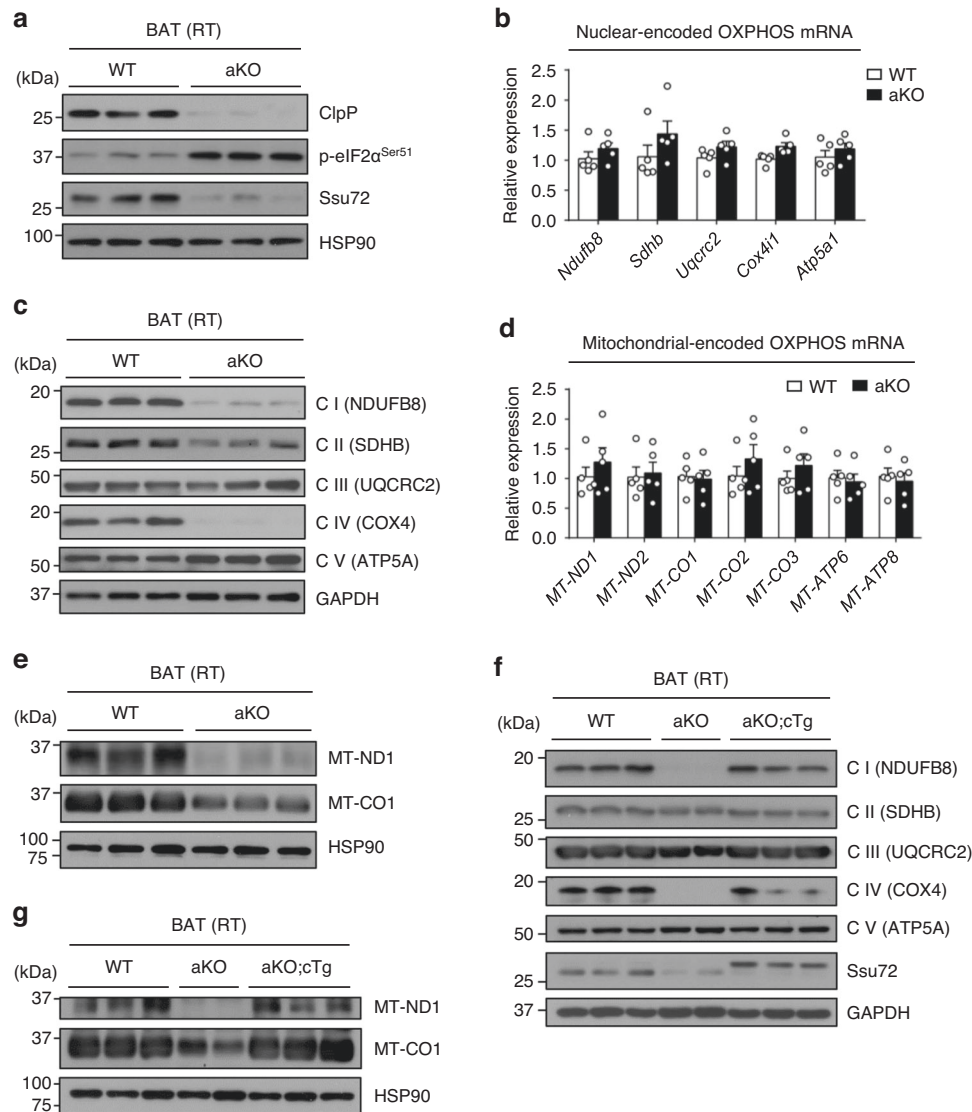 a
BAT (RT)
(kDa)
WT aKO
25 ClpP
37 p-eIF2α^Ser51
25 Ssu72
100 HSP90
b
Nuclear-encoded OXPHOS mRNA
WT
aKO
Relative expression
2.5
2.0
1.5
1.0
0.5
0.0
Ndufb8 Sdhb Uqcrc2 Cox4i1 Atp5a1
c
BAT (RT)
(kDa)
WT aKO
20 C I (NDUFB8)
25 C II (SDHB)
50 C III (UQCRC2)
20 C IV (COX4)
50 C V (ATP5A)
37 GAPDH
d
Mitochondrial-encoded OXPHOS mRNA
WT aKO
Relative expression
2.5
2.0
1.5
1.0
0.5
0.0
MT-ND1 MT-ND2 MT-CO1 MT-CO2 MT-CO3 MT-ATP6 MT-ATP8
e
BAT (RT)
(kDa)
WT aKO
37 MT-ND1
37 MT-CO1
100
75
HSP90
f
BAT (RT)
(kDa)
WT aKO aKO;cTg
20 C I (NDUFB8)
25 C II (SDHB)
50 C III (UQCRC2)
20 C IV (COX4)
50 C V (ATP5A)
25 Ssu72
37 GAPDH
g
BAT (RT)
(kDa)
WT aKO aKO;cTg
37 MT-ND1
37 MT-CO1
100
75
HSP90